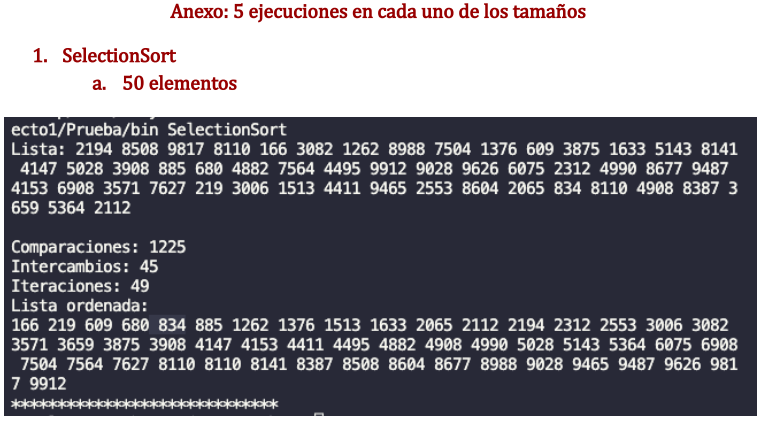 Anexo: 5 ejecuciones en cada uno de los tamaños
1. SelectionSort
a. 50 elementos
ecto1/Prueba/bin SelectionSort
Lista: 2194 8508 9817 8110 166 3082 1262 8988 7504 1376 609 3875 1633 5143 8141
4147 5028 3908 885 680 4882 7564 4495 9912 9028 9626 6075 2312 4990 8677 9487
4153 6908 3571 7627 219 3006 1513 4411 9465 2553 8604 2065 834 8110 4908 8387 3
659 5364 2112
Comparaciones: 1225
Intercambios: 45
Iteraciones: 49
Lista ordenada:
166 219 609 680 834 885 1262 1376 1513 1633 2065 2112 2194 2312 2553 3006 3082
3571 3659 3875 3908 4147 4153 4411 4495 4882 4908 4990 5028 5143 5364 6075 6908
7504 7564 7627 8110 8110 8141 8387 8508 8604 8677 8988 9028 9465 9487 9626 981
7 9912
*****************************